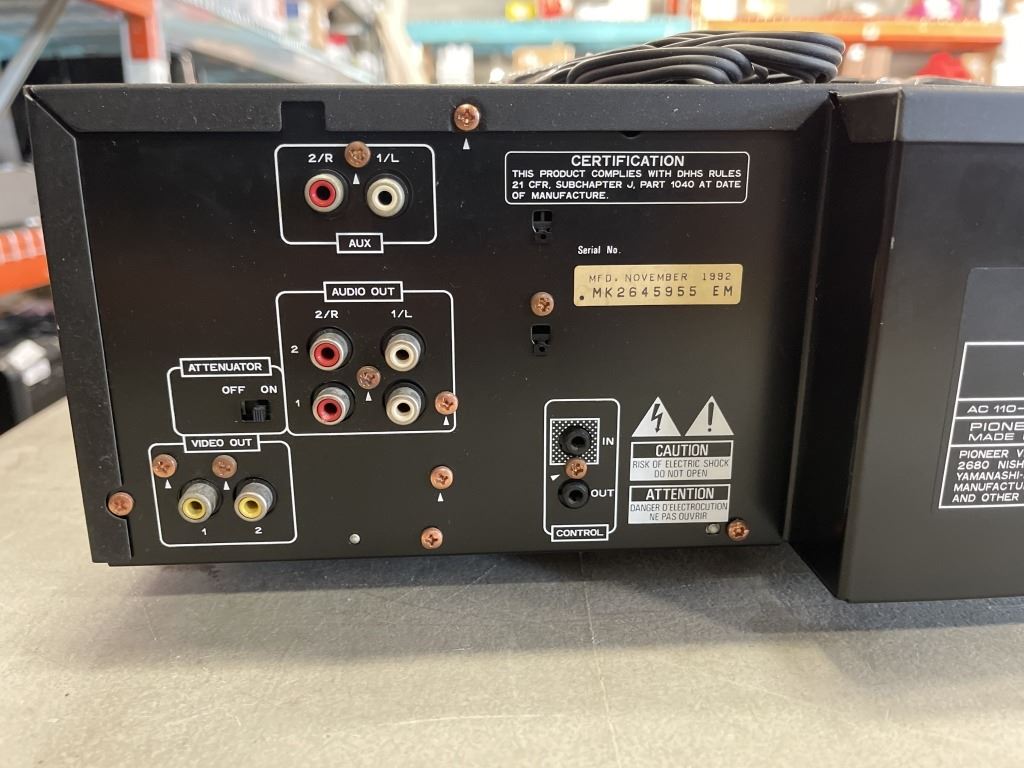 2/R 1/L
AUX
CERTIFICATION
THIS PRODUCT COMPLIES WITH DHHS RULES
21 CFR, SUBCHAPTER J, PART 1040 AT DATE
OF MANUFACTURE.
Serial No.
MFD. NOVEMBER 1992
MK2645955 EM
AUDIO OUT
2/R 1/L
2
1
ATTENUATOR
OFF ON
VIDEO OUT
1 2
IN
OUT
CONTROL
CAUTION
RISK OF ELECTRIC SHOCK
DO NOT OPEN
ATTENTION
DANGER D'ELECTROCUTION
NE PAS OUVRIR
AC 110-
MADE
PIONEER
2680
MANUFACTU
AND OTHER